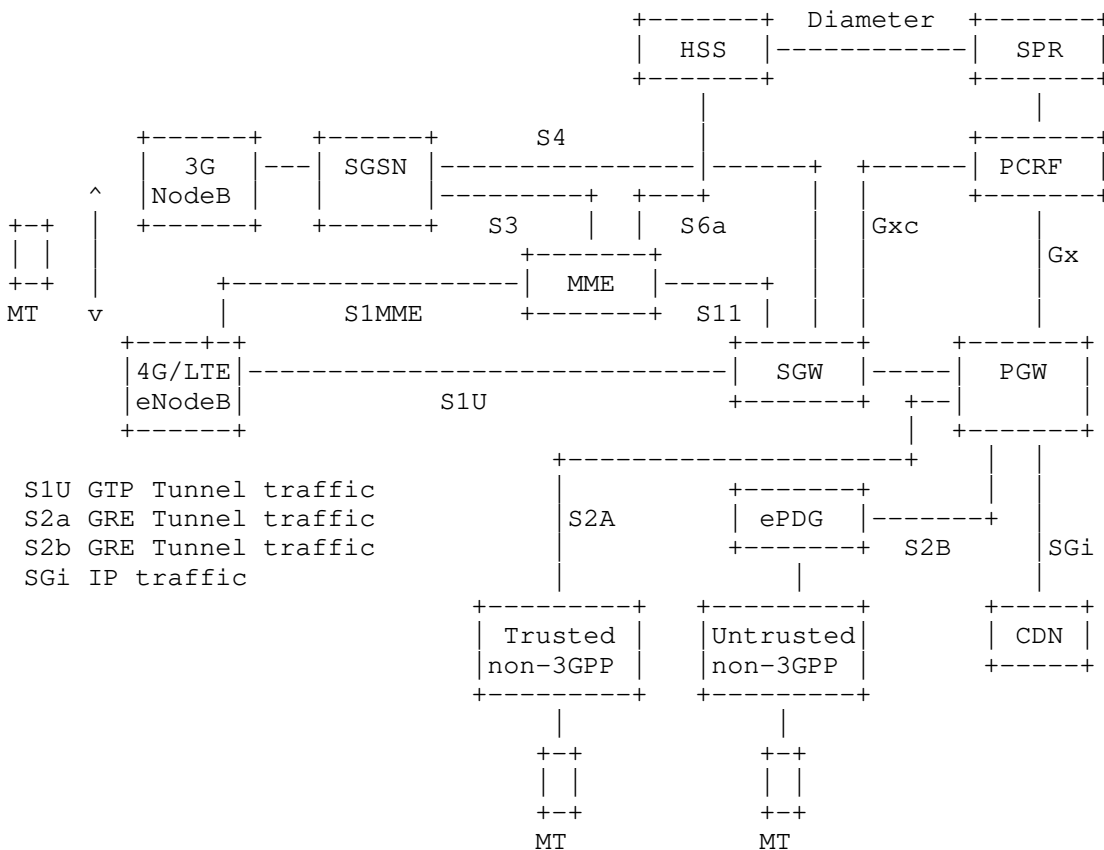 Diameter
HSS SPR
S4
3G SGSN PCRF
NodeB
S3 S6a Gxc
Gx
MME
MT v S1MME S11
4G/LTE SGW PGW
eNodeB S1U
S1U GTP Tunnel traffic
S2a GRE Tunnel traffic S2A ePDG
S2b GRE Tunnel traffic S2B SGi
SGi IP traffic
Trusted Untrusted CDN
non-3GPP non-3GPP
MT MT